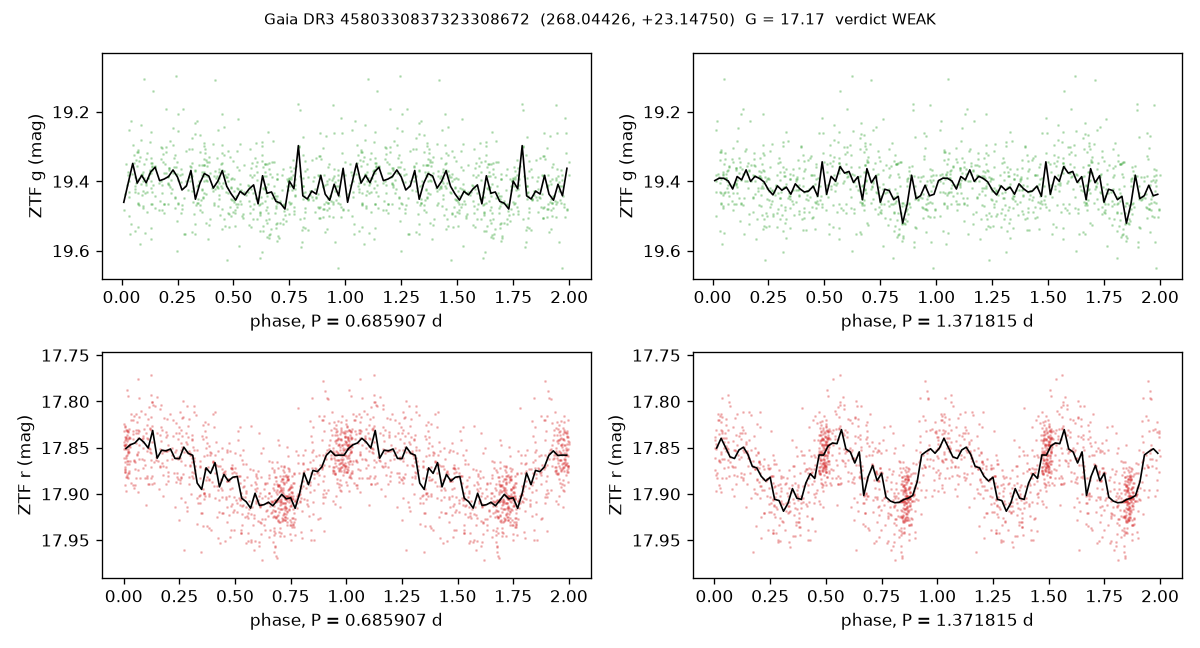 Gaia DR3 4580330837323308672 (268.04426, +23.14750) G = 17.17 verdict WEAK
ZTF g (mag)
19.2
19.4
19.6
0.00 0.25 0.50 0.75 1.00 1.25 1.50 1.75 2.00
phase, P = 0.685907 d
ZTF g (mag)
19.2
19.4
19.6
0.00 0.25 0.50 0.75 1.00 1.25 1.50 1.75 2.00
phase, P = 1.371815 d
ZTF r (mag)
17.75
17.80
17.85
17.90
17.95
0.00 0.25 0.50 0.75 1.00 1.25 1.50 1.75 2.00
phase, P = 0.685907 d
ZTF r (mag)
17.75
17.80
17.85
17.90
17.95
0.00 0.25 0.50 0.75 1.00 1.25 1.50 1.75 2.00
phase, P = 1.371815 d